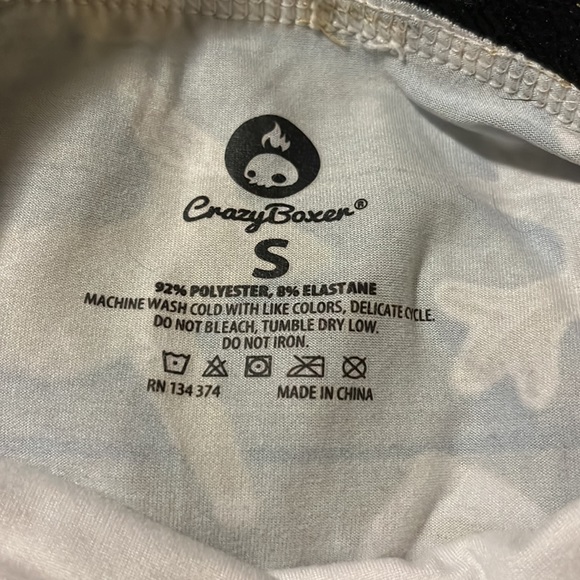 CrazyBoxer®
S
92% POLYESTER, 8% ELASTANE
MACHINE WASH COLD WITH LIKE COLORS, DELICATE CYCLE.
DO NOT BLEACH, TUMBLE DRY LOW.
DO NOT IRON.
RN 134 374 MADE IN CHINA